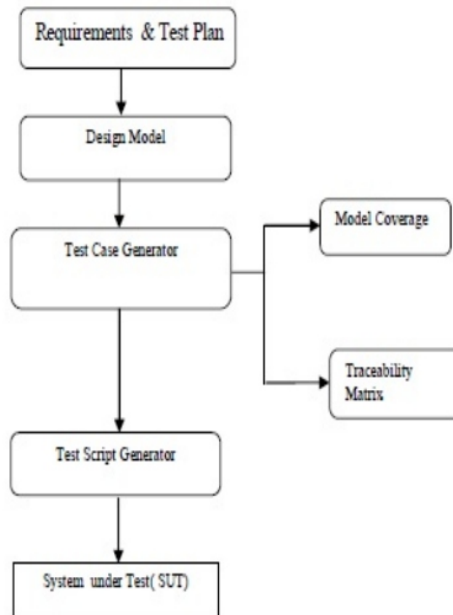 Requirements & Test Plan
Design Model
Test Case Generator
Model Coverage
Traceability
Matrix
Test Script Generator
System under Test( SUT)